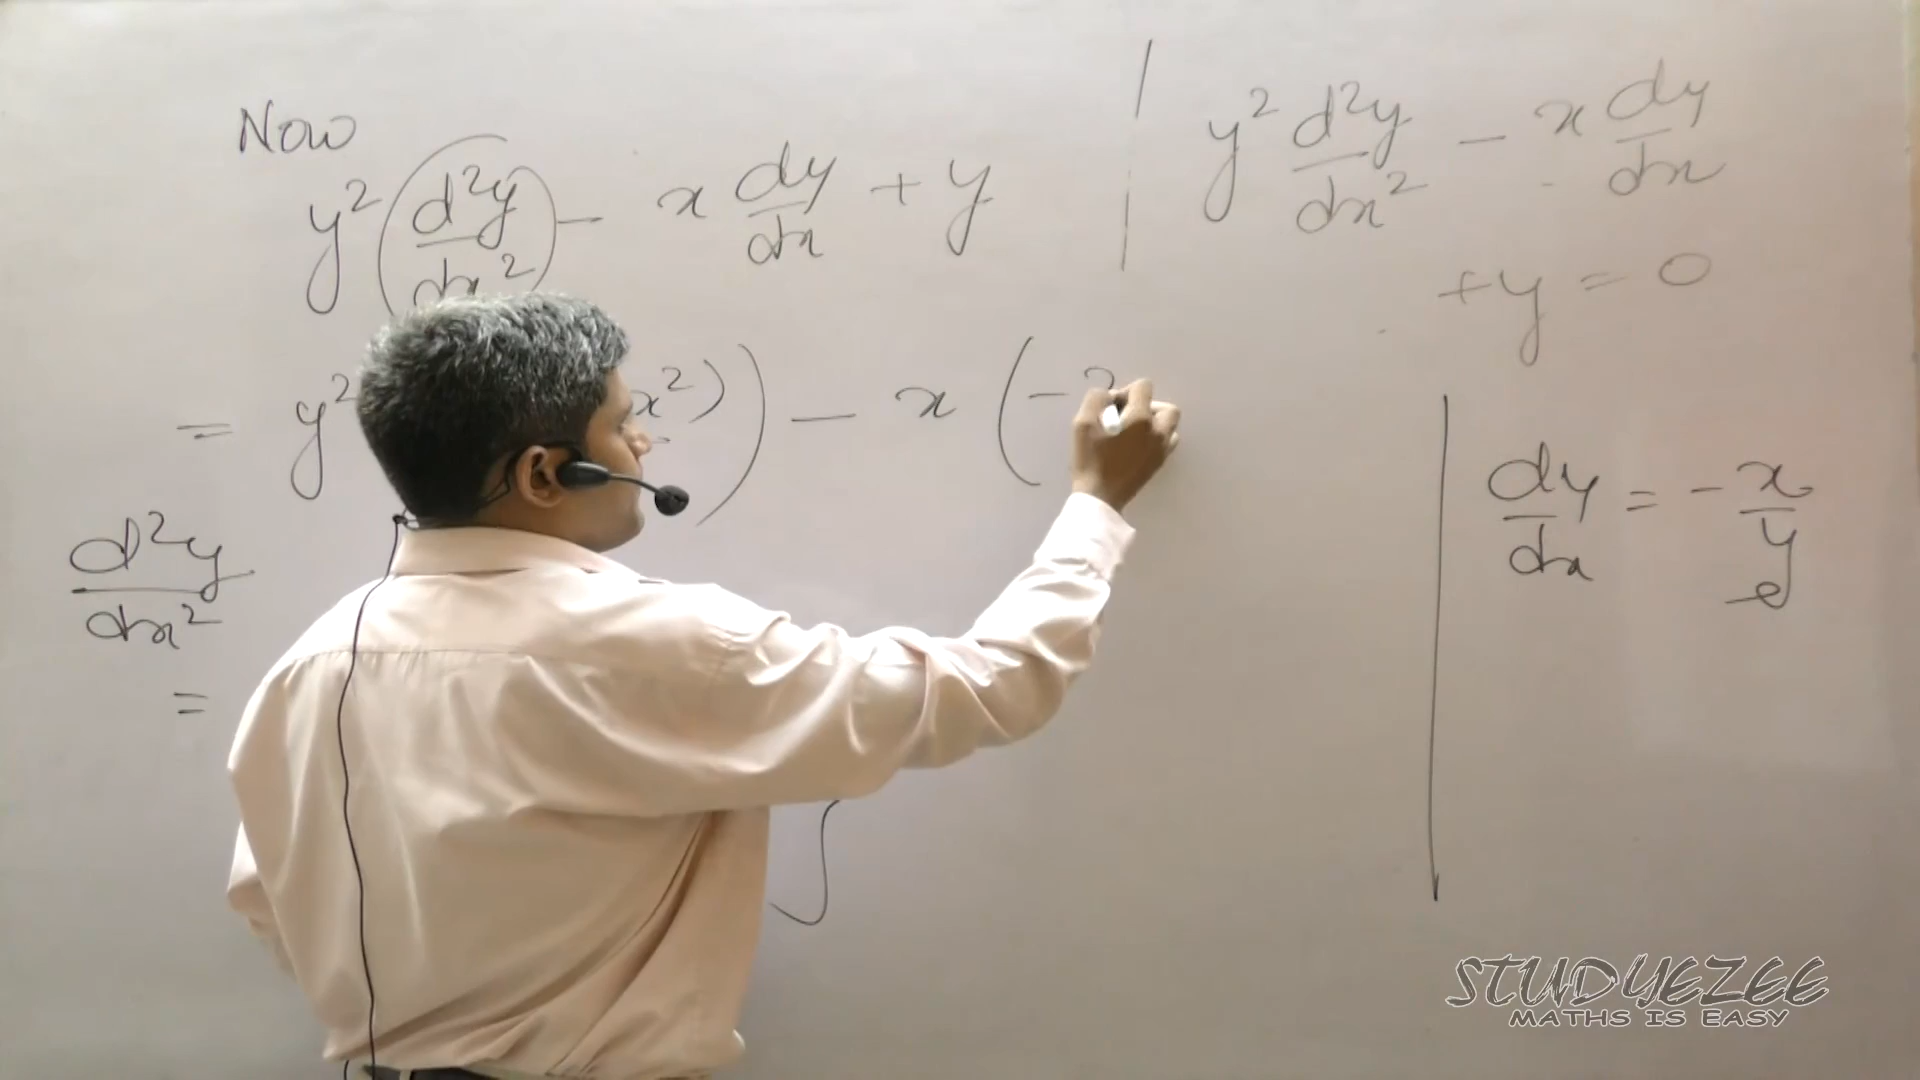 Now
y² (d²y/dx²) - x dy/dx + y
= y² x²)) - x (-
d²y/dx²
=
y² d²y/dx² - x dy/dx
+ y = 0
dy/dx = - x/y
STUDYEZEE
MATHS IS EASY